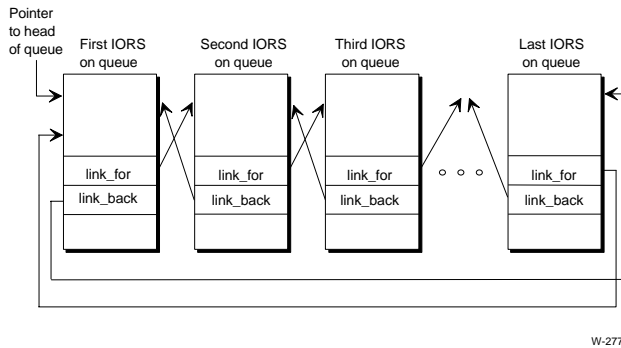 Pointer
to head
of queue
First IORS
on queue
Second IORS
on queue
Third IORS
on queue
Last IORS
on queue
link_for
link_back
link_for
link_back
link_for
link_back
link_for
link_back
W-277